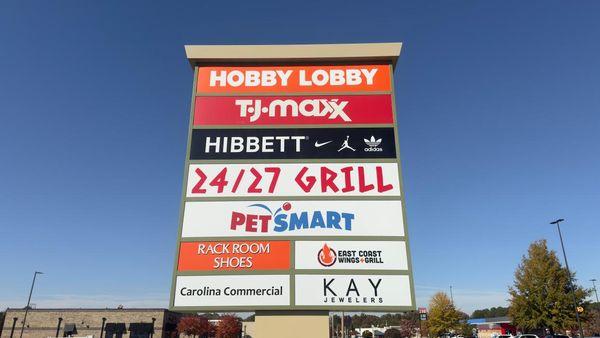 HOBBY LOBBY
T·J·maxx
HIBBETT® adidas
24/27 GRILL
PETSMART
RACK ROOM
SHOES
EAST COAST
WINGS+GRILL
Carolina Commercial
KAY
JEWELERS